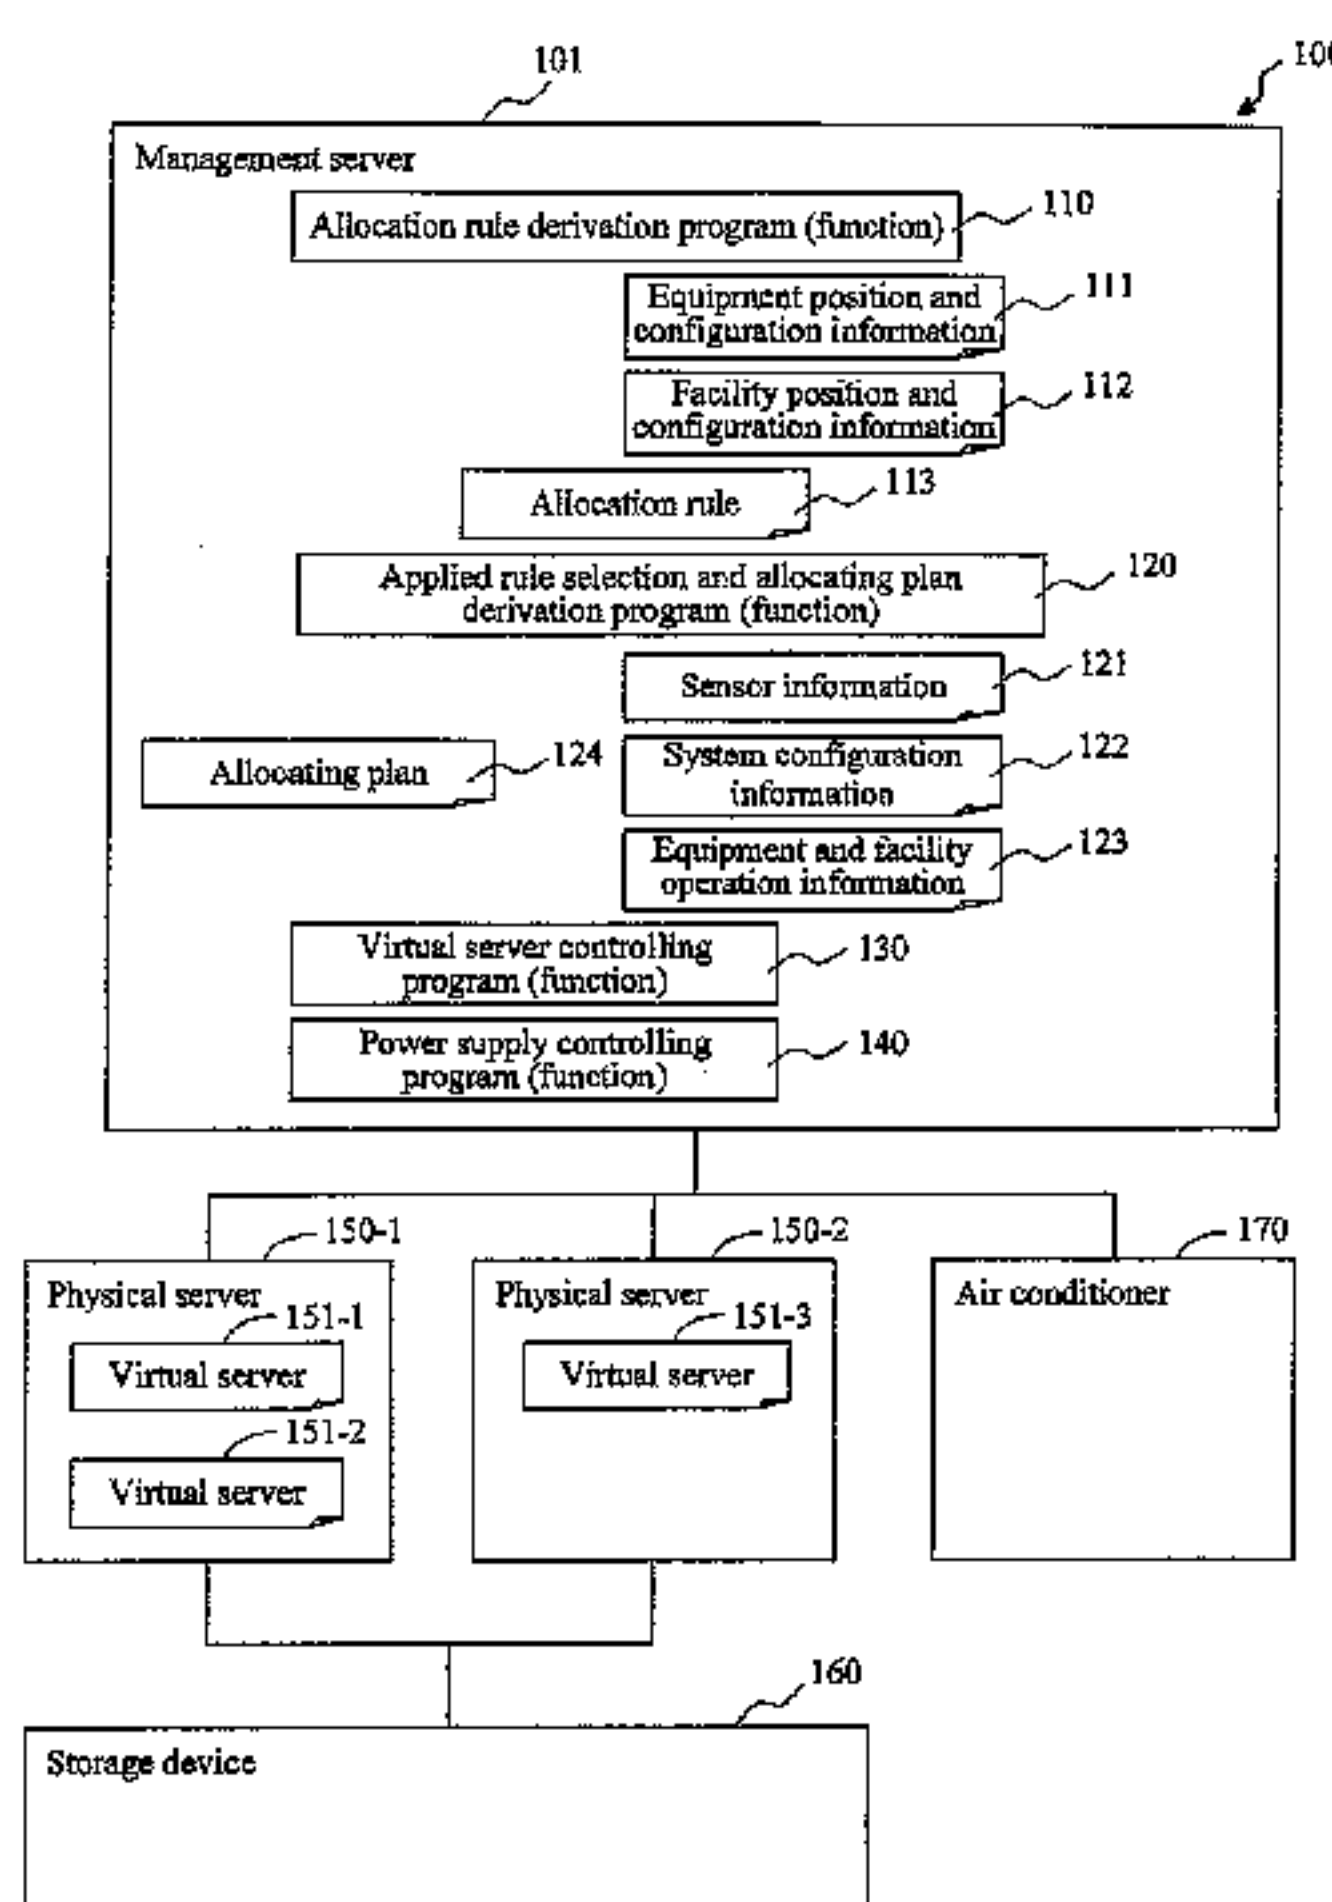 101
100
Management server
Allocation rule derivation program (function)
110
Equipment position and
configuration information
111
Facility position and
configuration information
112
Allocation rule
113
Applied rule selection and allocating plan
derivation program (function)
120
Sensor information
121
Allocating plan
124
System configuration
information
122
Equipment and facility
operation information
123
Virtual server controlling
program (function)
130
Power supply controlling
program (function)
140
150-1
150-2
170
Physical server
Physical server
Air conditioner
151-1
151-3
Virtual server
Virtual server
151-2
Virtual server
160
Storage device